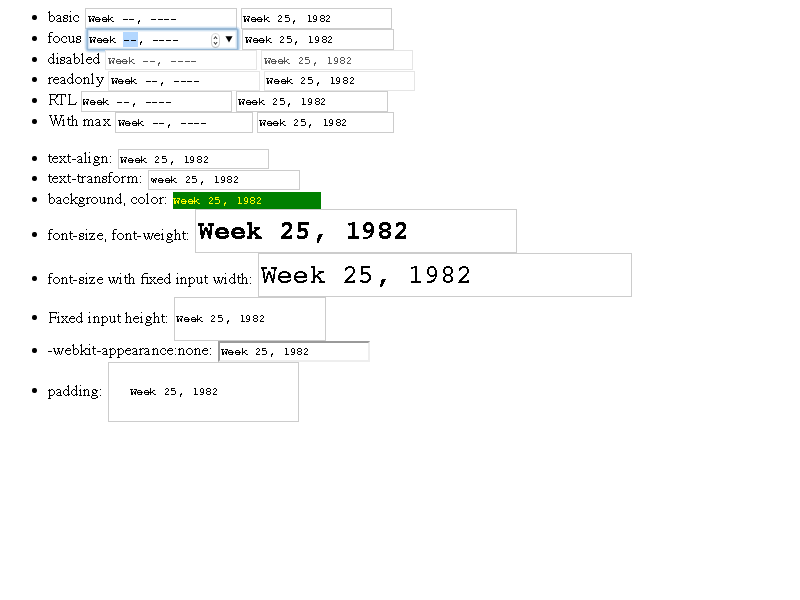 • basic Week --, ---- Week 25, 1982
• focus Week --, ---- Week 25, 1982
• disabled Week --, ---- Week 25, 1982
• readonly Week --, ---- Week 25, 1982
• RTL Week --, ---- Week 25, 1982
• With max Week --, ---- Week 25, 1982
• text-align: Week 25, 1982
• text-transform: week 25, 1982
• background, color: Week 25, 1982
• font-size, font-weight: Week 25, 1982
• font-size with fixed input width: Week 25, 1982
• Fixed input height: Week 25, 1982
• -webkit-appearance:none: Week 25, 1982
• padding: Week 25, 1982